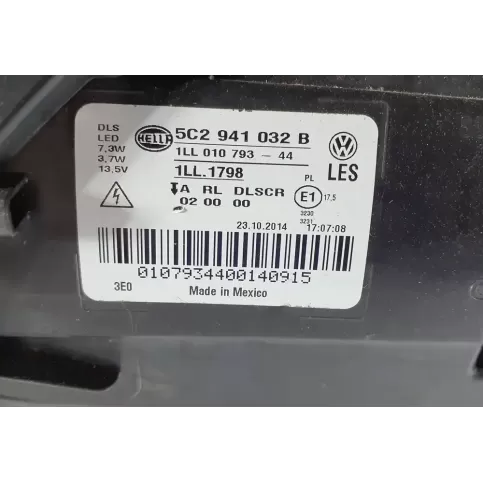 DLS
LED
7,3W
3,7W
13,5V
HELLA
5C2 941 032 B
1LL 010 793 - 44
1LL.1798
A RL DLSCR
02 00 00
PL
E1
17,5
3230
3231
LES
23.10.2014 17:07:08
0107934400140915
3E0
Made in Mexico